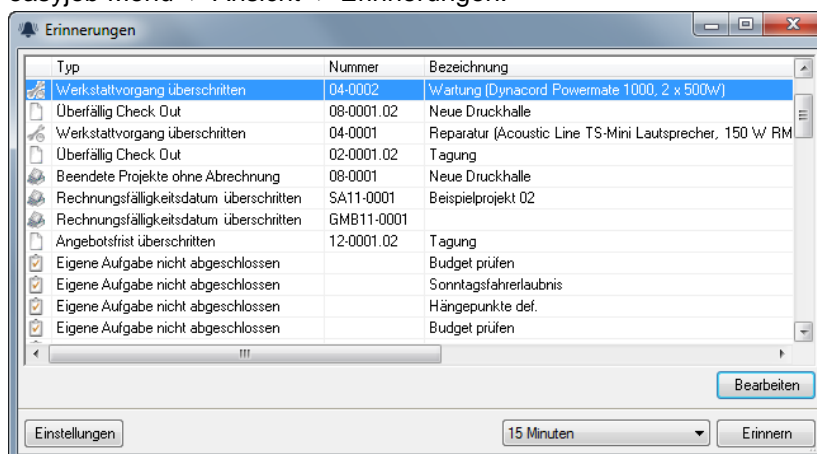 Erinnerungen
Typ Nummer Bezeichnung
Werkstattvorgang überschritten 04-0002 Wartung (Dynacord Powermate 1000, 2 x 500W)
Überfällig Check Out 08-0001.02 Neue Druckhalle
Werkstattvorgang überschritten 04-0001 Reparatur (Acoustic Line TS-Mini Lautsprecher, 150 W RM
Überfällig Check Out 02-0001.02 Tagung
Beendete Projekte ohne Abrechnung 08-0001 Neue Druckhalle
Rechnungsfälligkeitsdatum überschritten SA11-0001 Beispielprojekt 02
Rechnungsfälligkeitsdatum überschritten GMB11-0001
Angebotsfrist überschritten 12-0001.02 Tagung
Eigene Aufgabe nicht abgeschlossen Budget prüfen
Eigene Aufgabe nicht abgeschlossen Sonntagsfahrerlaubnis
Eigene Aufgabe nicht abgeschlossen Hängepunkte def.
Eigene Aufgabe nicht abgeschlossen Budget prüfen
Bearbeiten
Einstellungen 15 Minuten Erinnern